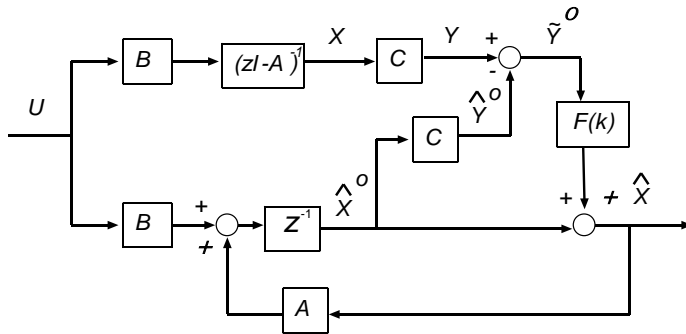 X Y + Ỹ°
B (zI-A)⁻¹ C
-
U Ŷ° F(k)
C
X̂° + + X̂
B + + z⁻¹
A